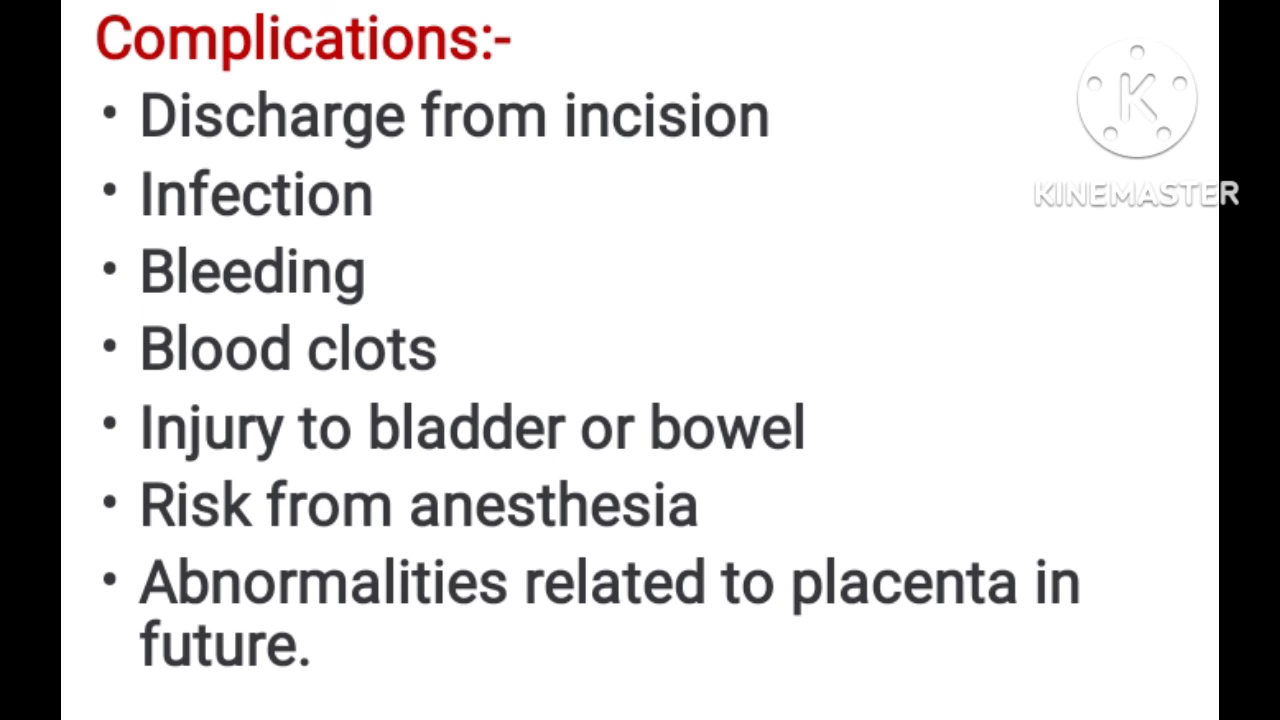 Complications:-
• Discharge from incision
• Infection
• Bleeding
• Blood clots
• Injury to bladder or bowel
• Risk from anesthesia
• Abnormalities related to placenta in
future.
K
KINEMASTER